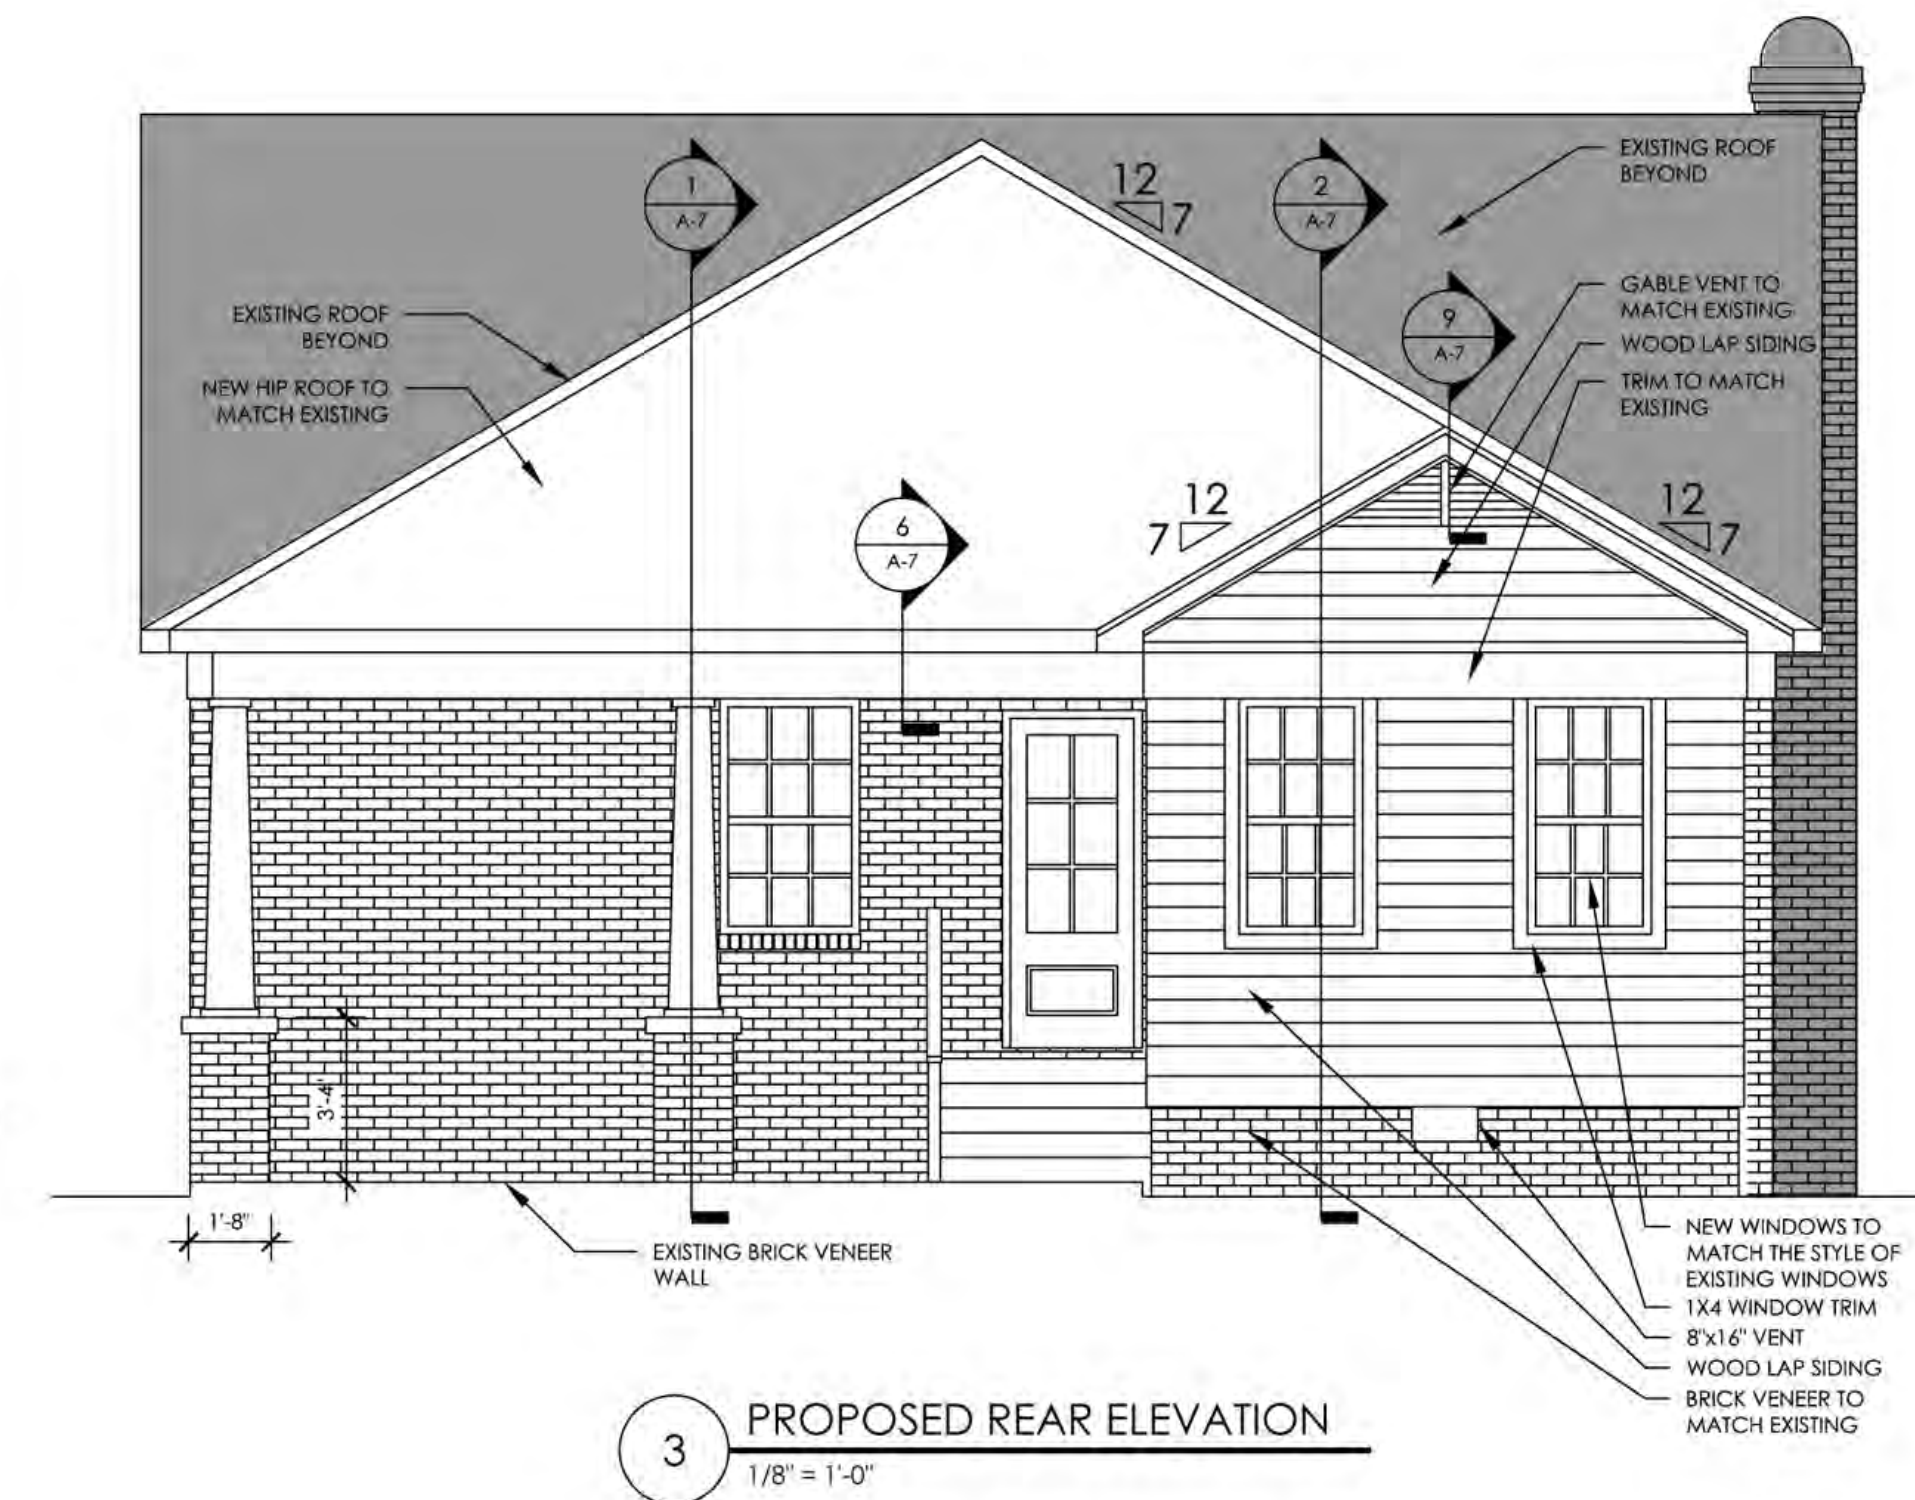 1
A-7
12
7
2
A-7
EXISTING ROOF
BEYOND
EXISTING ROOF
BEYOND
NEW HIP ROOF TO
MATCH EXISTING
9
A-7
GABLE VENT TO
MATCH EXISTING
WOOD LAP SIDING
TRIM TO MATCH
EXISTING
6
A-7
12
7
12
7
3'-4"
1'-8"
EXISTING BRICK VENEER
WALL
NEW WINDOWS TO
MATCH THE STYLE OF
EXISTING WINDOWS
1X4 WINDOW TRIM
8"x16" VENT
WOOD LAP SIDING
BRICK VENEER TO
MATCH EXISTING
3
PROPOSED REAR ELEVATION
1/8" = 1'-0"